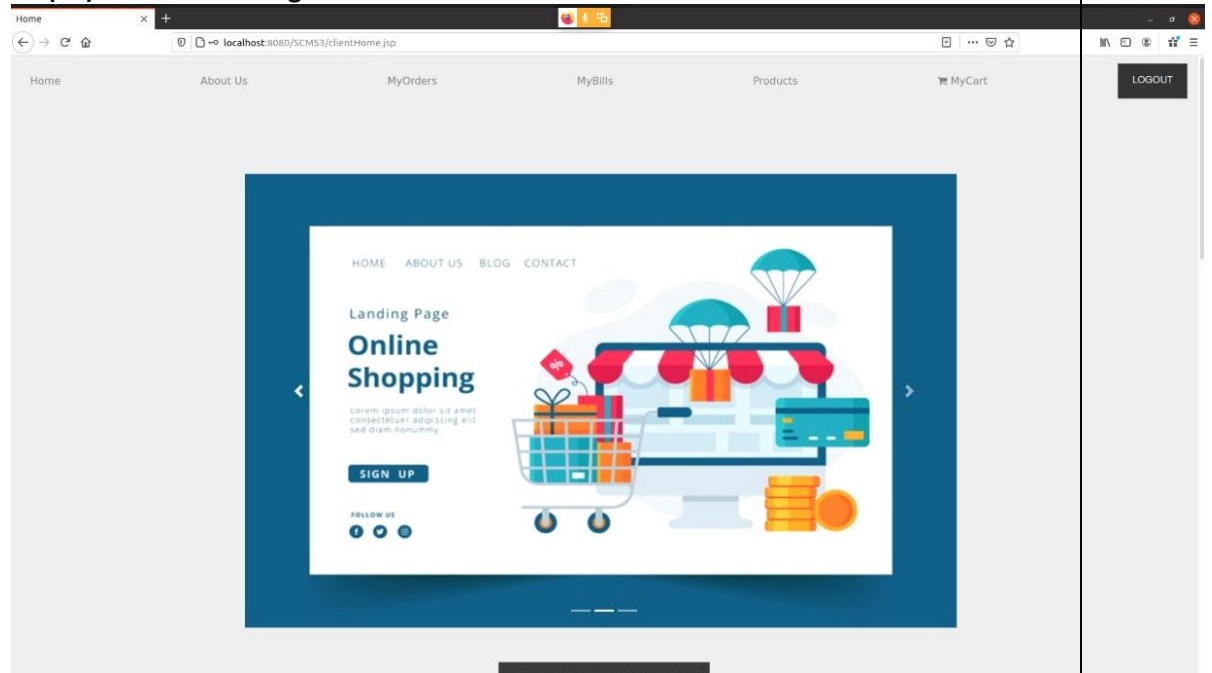 Home
localhost:8080/SCMS3/clientHome.jsp
Home About Us MyOrders MyBills Products MyCart LOGOUT
HOME ABOUT US BLOG CONTACT
Landing Page
Online
Shopping
Lorem ipsum dolor sit amet
consectetuer adipiscing elit
sed diam nonummy.
SIGN UP
FOLLOW US